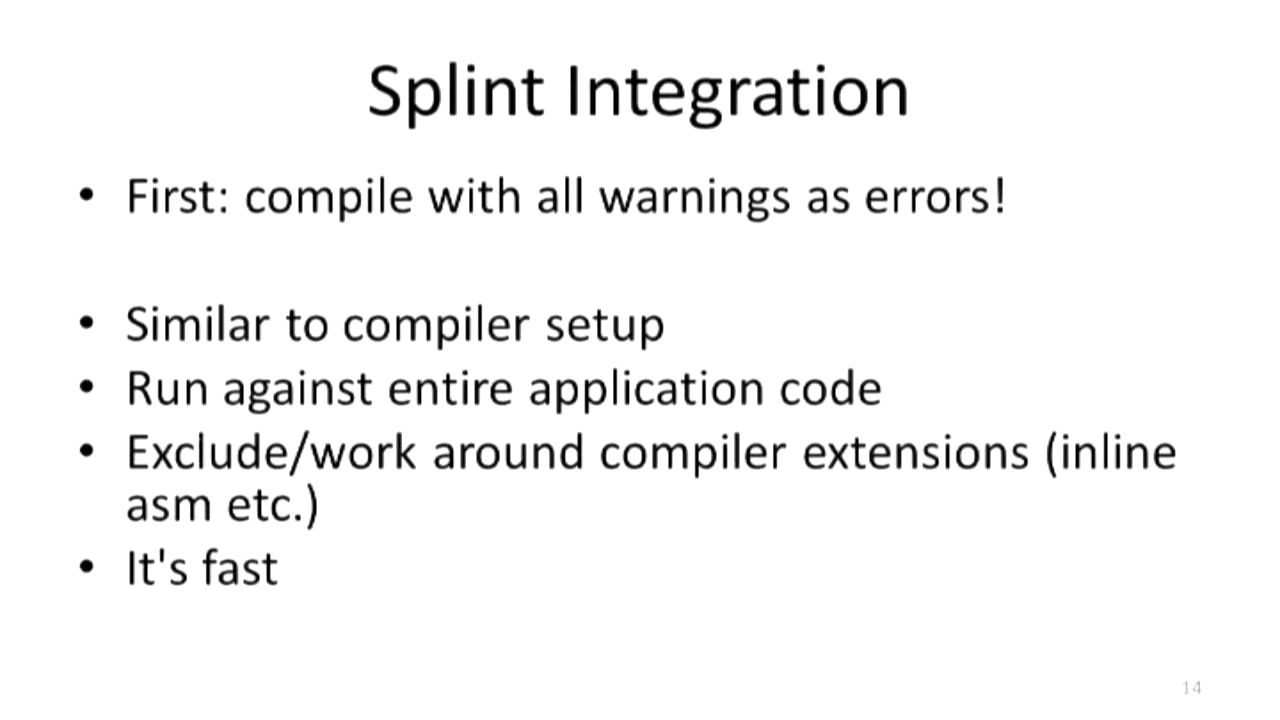 Splint Integration
• First: compile with all warnings as errors!
• Similar to compiler setup
• Run against entire application code
• Exclude/work around compiler extensions (inline
asm etc.)
• It's fast
14